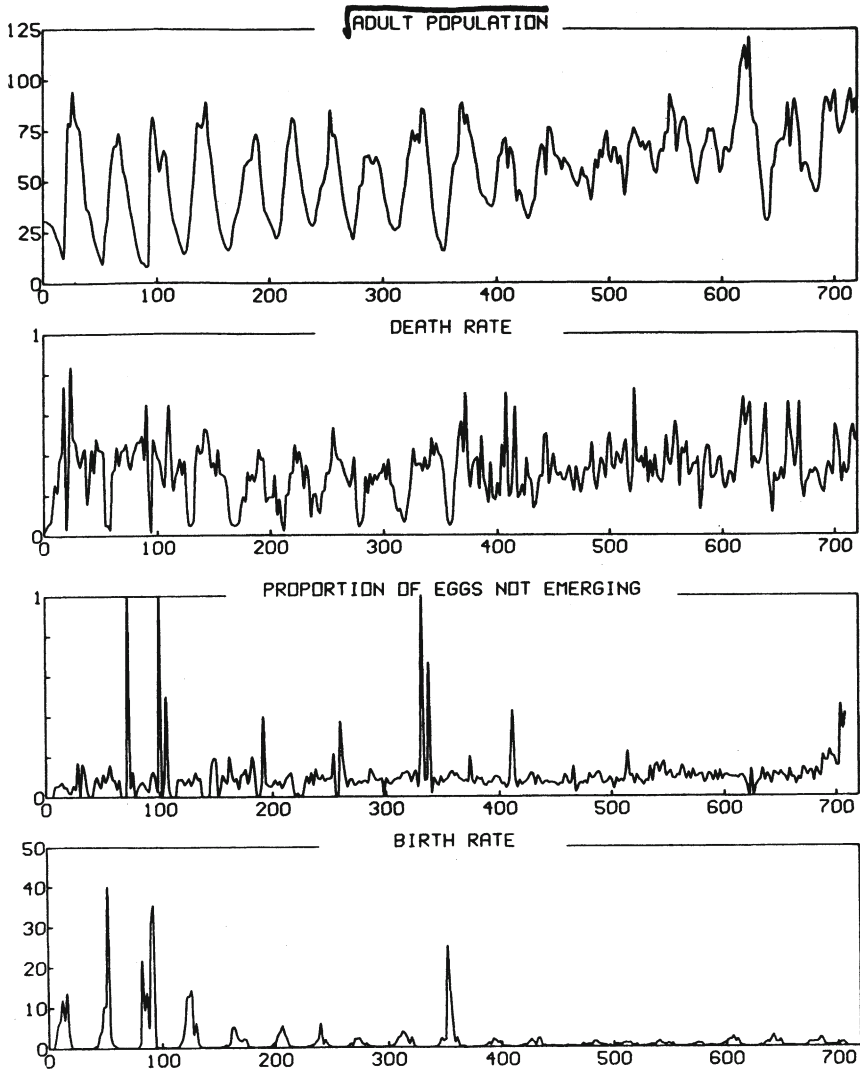 ADULT POPULATION
125
100
75
50
25
0
0 100 200 300 400 500 600 700
DEATH RATE
1
0
0 100 200 300 400 500 600 700
PROPORTION OF EGGS NOT EMERGING
1
0
0 100 200 300 400 500 600 700
BIRTH RATE
50
40
30
20
10
0
0 100 200 300 400 500 600 700